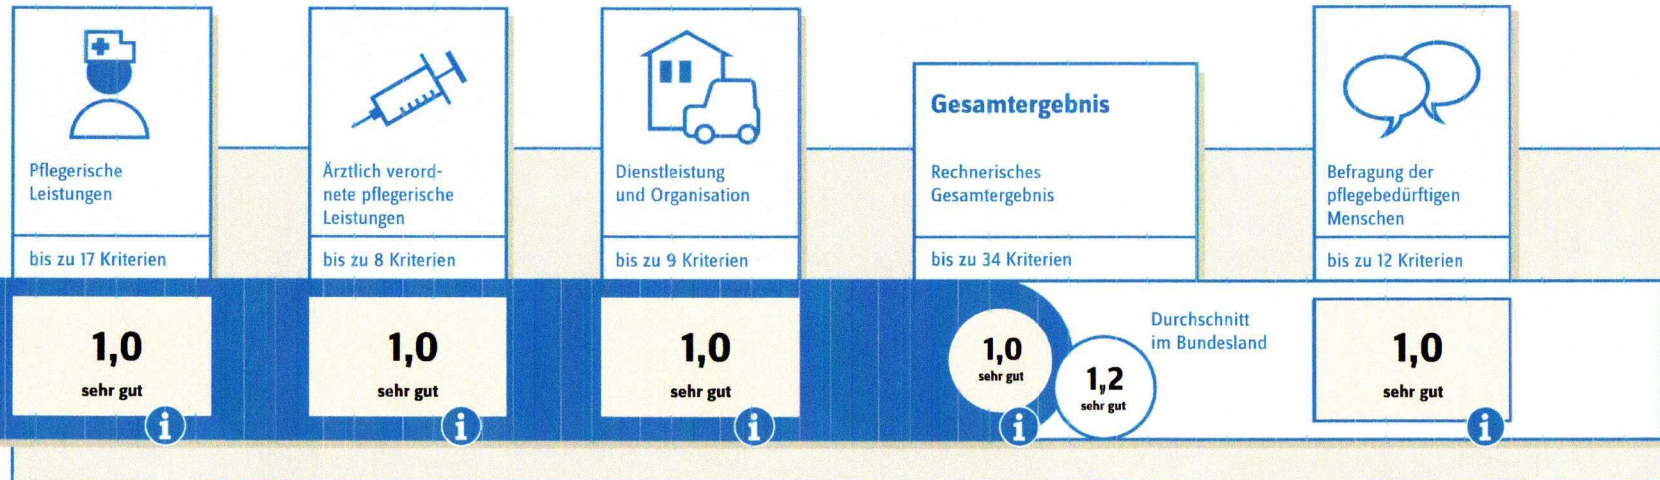 Pflegerische
Leistungen
bis zu 17 Kriterien
1,0
sehr gut
i
Ärztlich verord-
nete pflegerische
Leistungen
bis zu 8 Kriterien
1,0
sehr gut
i
Dienstleistung
und Organisation
bis zu 9 Kriterien
1,0
sehr gut
i
Gesamtergebnis
Rechnerisches
Gesamtergebnis
bis zu 34 Kriterien
1,0
sehr gut
i
1,2
sehr gut
Durchschnitt
im Bundesland
Befragung der
pflegebedürftigen
Menschen
bis zu 12 Kriterien
1,0
sehr gut
i